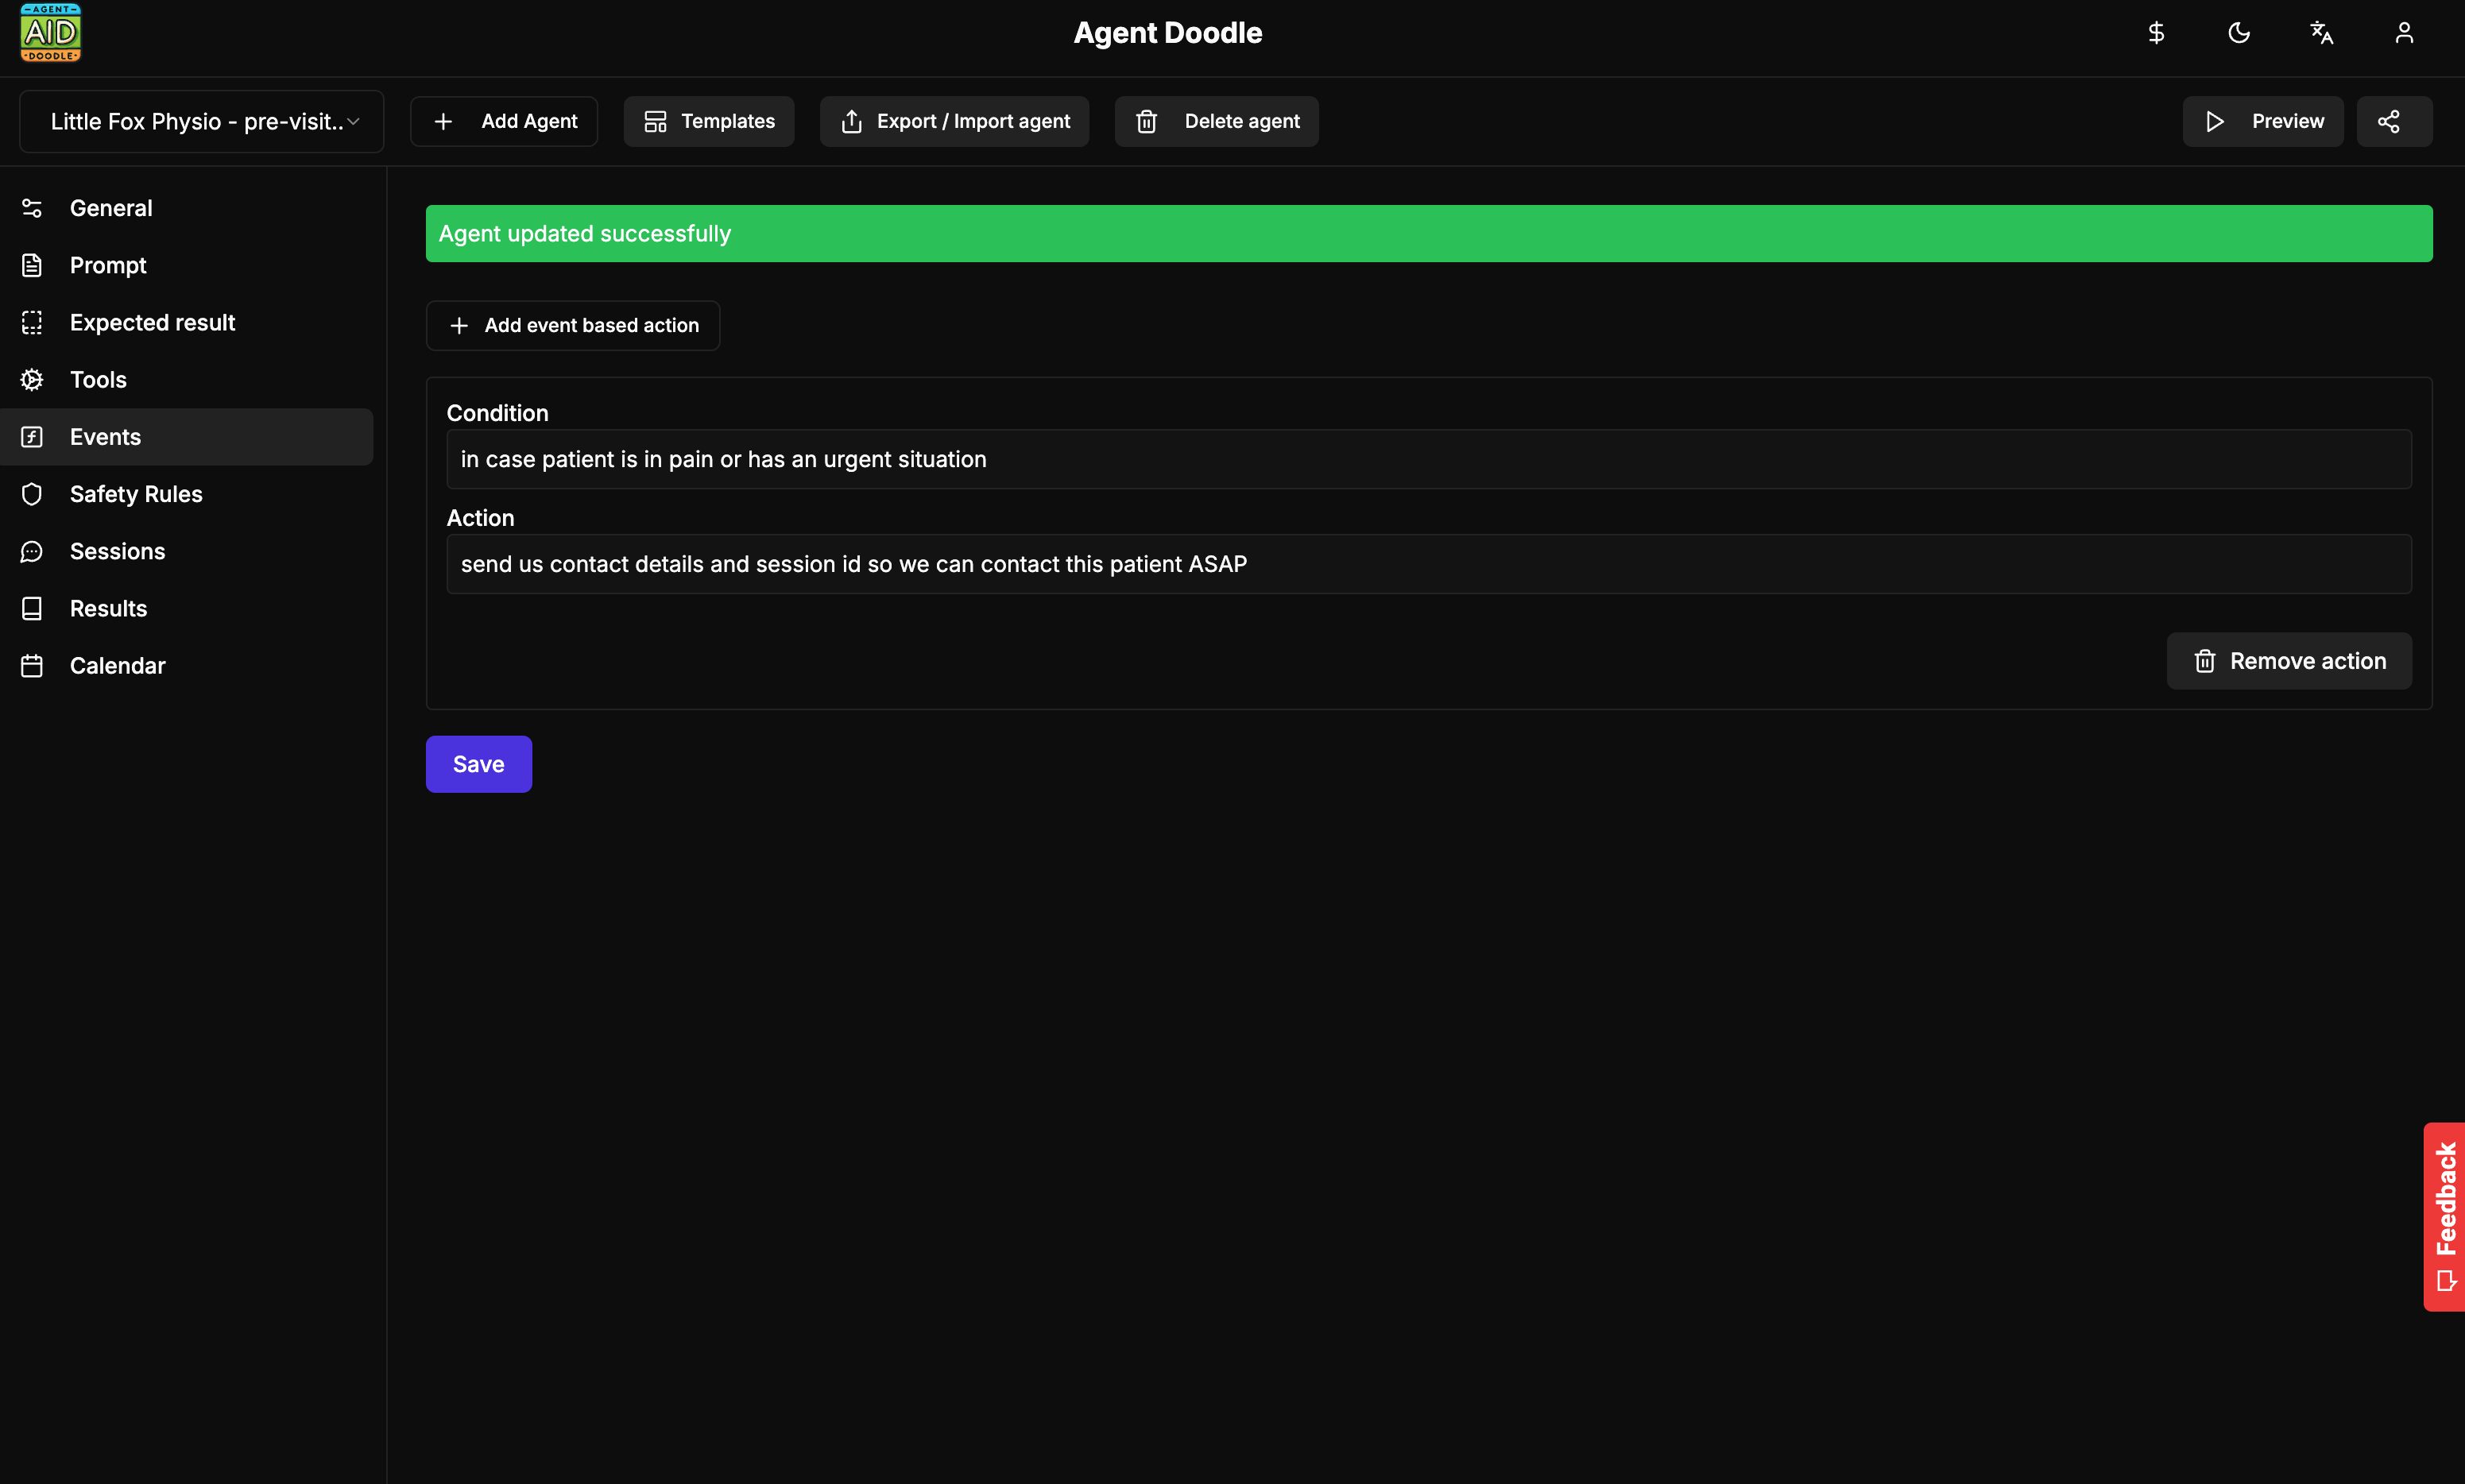 AGENT
AID
DOODLE
Agent Doodle
Little Fox Physio - pre-visit..
Add Agent
Templates
Export / Import agent
Delete agent
Preview
General
Prompt
Expected result
Tools
Events
Safety Rules
Sessions
Results
Calendar
Agent updated successfully
Add event based action
Condition
in case patient is in pain or has an urgent situation
Action
send us contact details and session id so we can contact this patient ASAP
Remove action
Save
Feedback